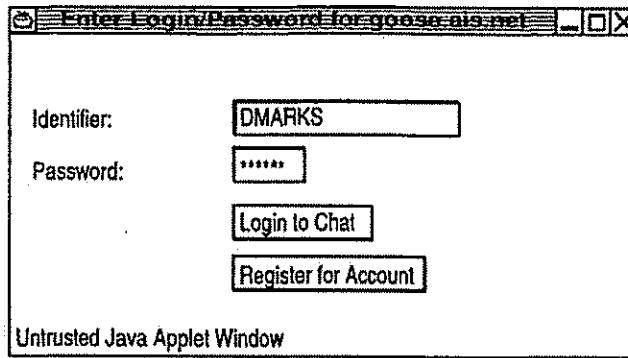 Enter Login/Password for goose.ais.net
Identifier: DMARKS
Password: ******
Login to Chat
Register for Account
Untrusted Java Applet Window